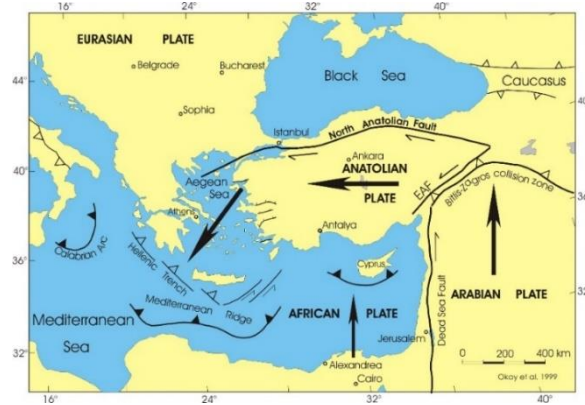 16° 24° 32° 40°
EURASIAN PLATE
Belgrade
Bucharest
Black Sea
Caucasus
44°
Sophia
Istanbul
North Anatolian Fault
Ankara
40°
Aegean
Sea
ANATOLIAN
PLATE
EAF
Bitlis-Zagros collision zone
Athens
Antalya
Calabrian Arc
36°
Hellenic
Trench
Cyprus
Mediterranean
Ridge
AFRICAN PLATE
ARABIAN PLATE
Dead Sea Fault
Mediterranean
Sea
Jerusalem
32°
Alexandrea
Cairo
0 200 400 km
Okay et al. 1999
16° 24° 32° 40°